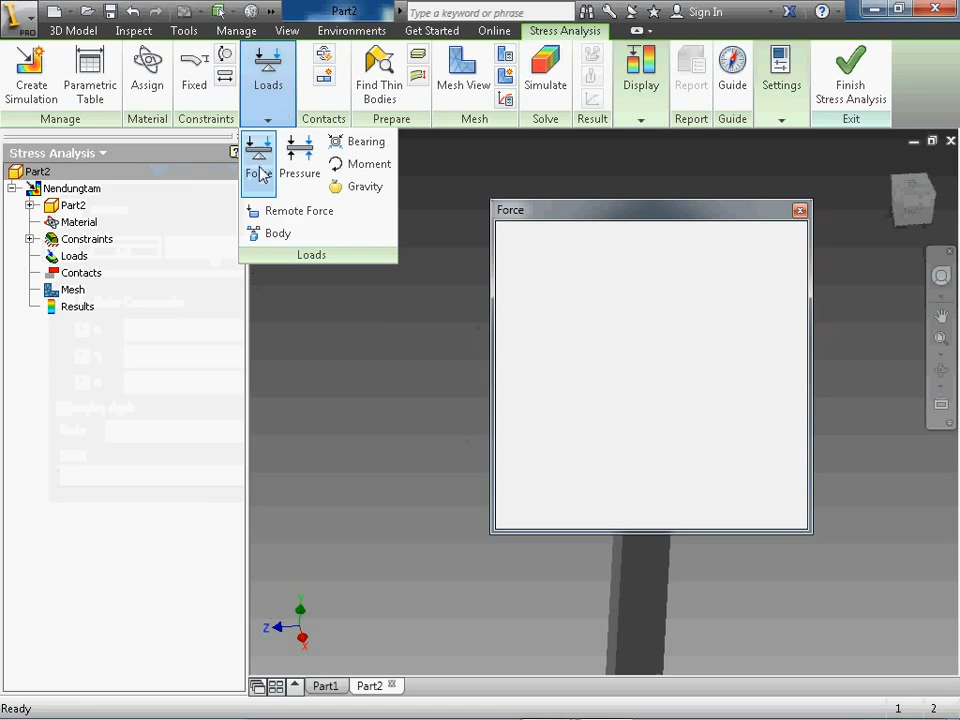 Part2
Type a keyword or phrase
Sign In
PRO
3D Model Inspect Tools Manage View Environments Get Started Online Stress Analysis
Create Simulation
Parametric Table
Assign
Fixed
Loads
Find Thin Bodies
Mesh View
Simulate
Display
Report
Guide
Settings
Finish Stress Analysis
Manage Material Constraints Contacts Prepare Mesh Solve Result Report Guide Exit
Force
Pressure
Bearing
Moment
Gravity
Remote Force
Body
Loads
Stress Analysis
Part2
Nendungtam
Part2
Material
Constraints
Loads
Contacts
Mesh
Results
Force
Y
Z
X
Part1 Part2
Ready 1 2